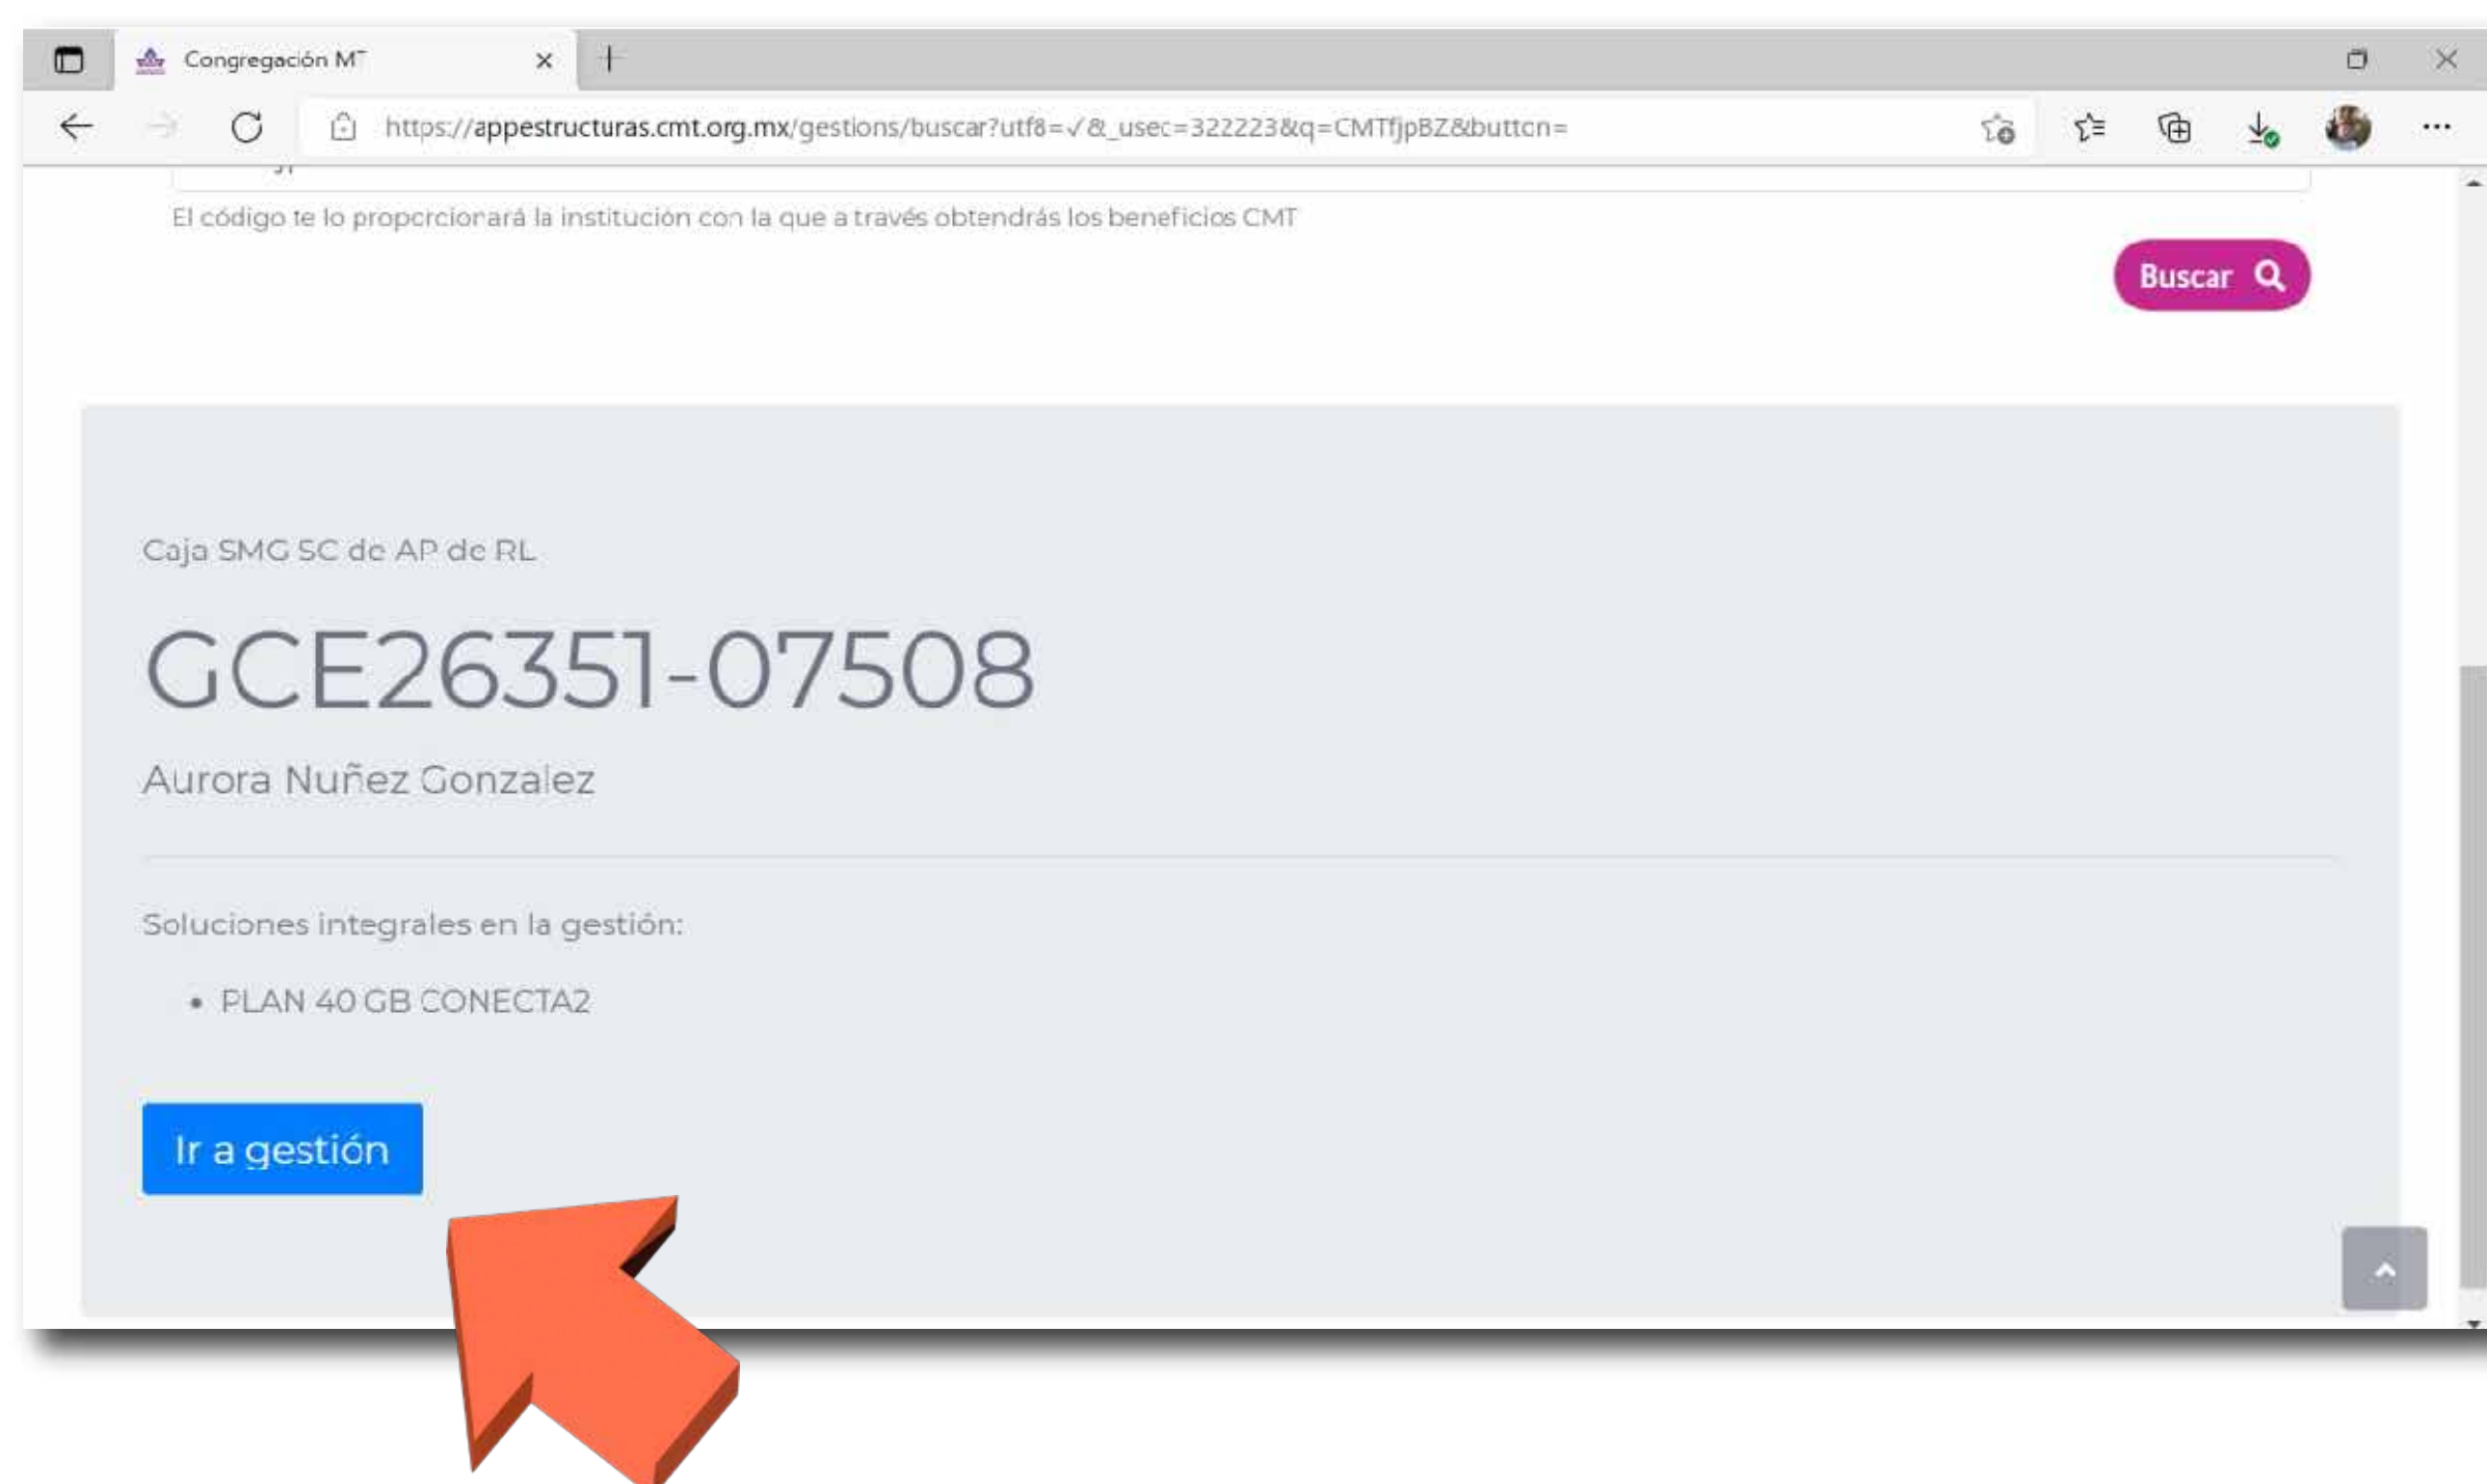 Congregación MT
https://appestructuras.cmt.org.mx/gestions/buscar?utf8=✓&_usec=322223&q=CMTfjpBZ&button=
El código te lo proporcionará la institución con la que a través obtendrás los beneficios CMT
Buscar
Caja SMG SC de AP de RL
GCE26351-07508
Aurora Nuñez Gonzalez
Soluciones integrales en la gestión:
• PLAN 40 GB CONECTA2
Ir a gestión